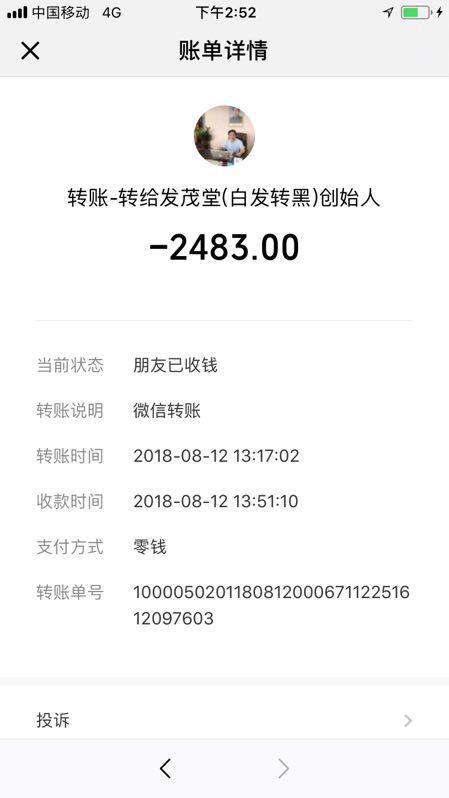 中国移动 4G 下午2:52
账单详情
转账-转给发茂堂(白发转黑)创始人
-2483.00
当前状态 朋友已收钱
转账说明 微信转账
转账时间 2018-08-12 13:17:02
收款时间 2018-08-12 13:51:10
支付方式 零钱
转账单号 1000050201180812000671122516
12097603
投诉